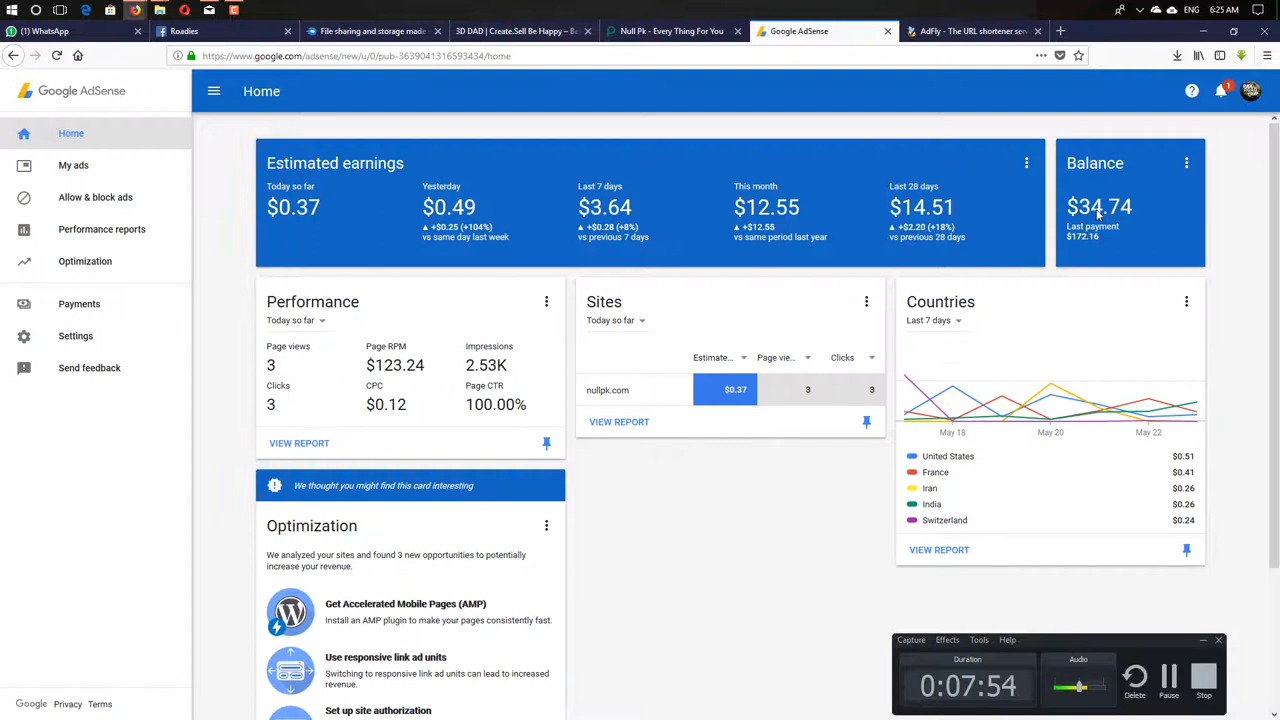 ENG
6:25 AM
(1) WhatsApp
Roadies
File sharing and storage made
3D DAD | Create.Sell Be Happy – Be
Null Pk - Everything For You
Google AdSense
AdFly - The URL shortener serv
https://www.google.com/adsense/new/u/0/pub-3639041316593434/home
Google AdSense
Home
1
Home
My ads
Allow & block ads
Performance reports
Optimization
Payments
Settings
Send feedback
Google Privacy Terms
Estimated earnings
Today so far
$0.37
Yesterday
$0.49
+$0.25 (+104%)
vs same day last week
Last 7 days
$3.64
+$0.28 (+8%)
vs previous 7 days
This month
$12.55
+$12.55
vs same period last year
Last 28 days
$14.51
+$2.20 (+18%)
vs previous 28 days
Balance
$34.74
Last payment
$172.16
Performance
Today so far
Page views
3
Page RPM
$123.24
Impressions
2.53K
Clicks
3
CPC
$0.12
Page CTR
100.00%
VIEW REPORT
Sites
Today so far
Estimate... Page vie... Clicks
nullpk.com $0.37 3 3
VIEW REPORT
Countries
Last 7 days
May 18 May 20 May 22
United States $0.51
France $0.41
Iran $0.26
India $0.26
Switzerland $0.24
VIEW REPORT
We thought you might find this card interesting
Optimization
We analyzed your sites and found 3 new opportunities to potentially
increase your revenue.
Get Accelerated Mobile Pages (AMP)
Install an AMP plugin to make your pages consistently fast.
Use responsive link ad units
Switching to responsive link ad units can lead to increased
revenue.
Set up site authorization
Capture Effects Tools Help
Duration
0:07:54
Audio
Delete Pause Stop